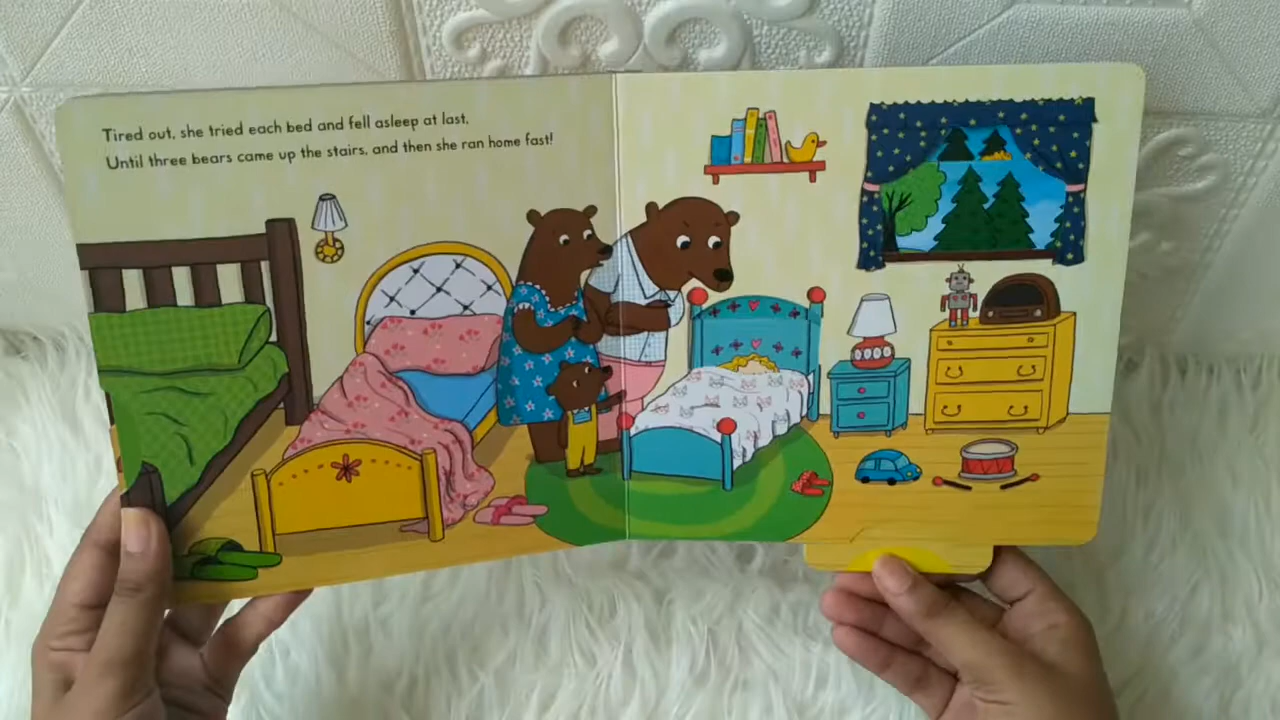 Tired out, she tried each bed and fell asleep at last.
Until three bears came up the stairs, and then she ran home fast!